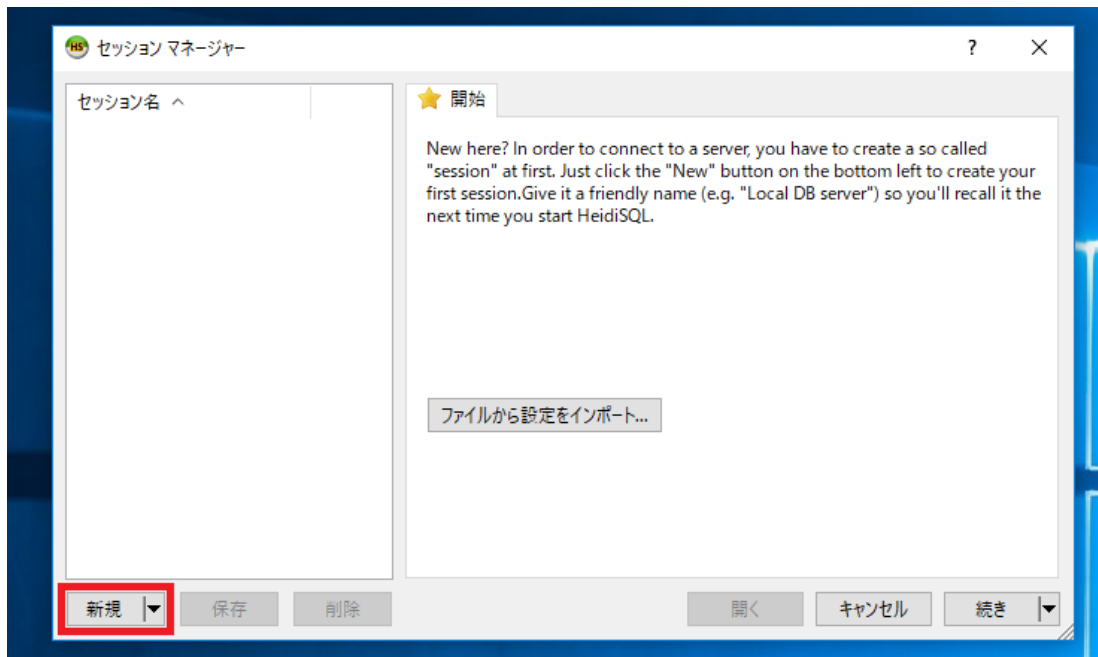 HS セッション マネージャー ?
セッション名
開始
New here? In order to connect to a server, you have to create a so called
"session" at first. Just click the "New" button on the bottom left to create your
first session.Give it a friendly name (e.g. "Local DB server") so you'll recall it the
next time you start HeidiSQL.
ファイルから設定をインポート...
新規 保存 削除 開く キャンセル 続き